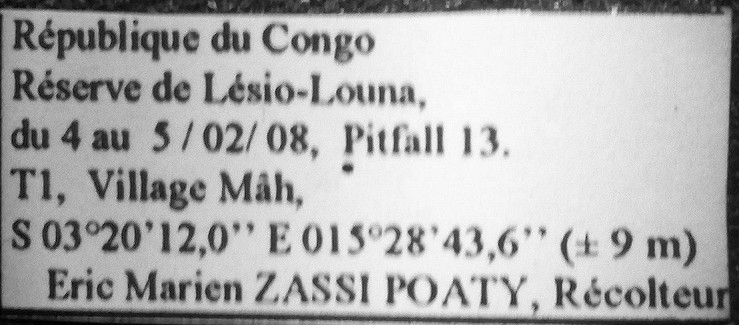 République du Congo
Réserve de Lésio-Louna,
du 4 au 5 / 02/ 08, Pitfall 13.
T1, Village Mâh,
S 03°20'12,0'' E 015°28'43,6'' (± 9 m)
Eric Marien ZASSI POATY, Récolteur